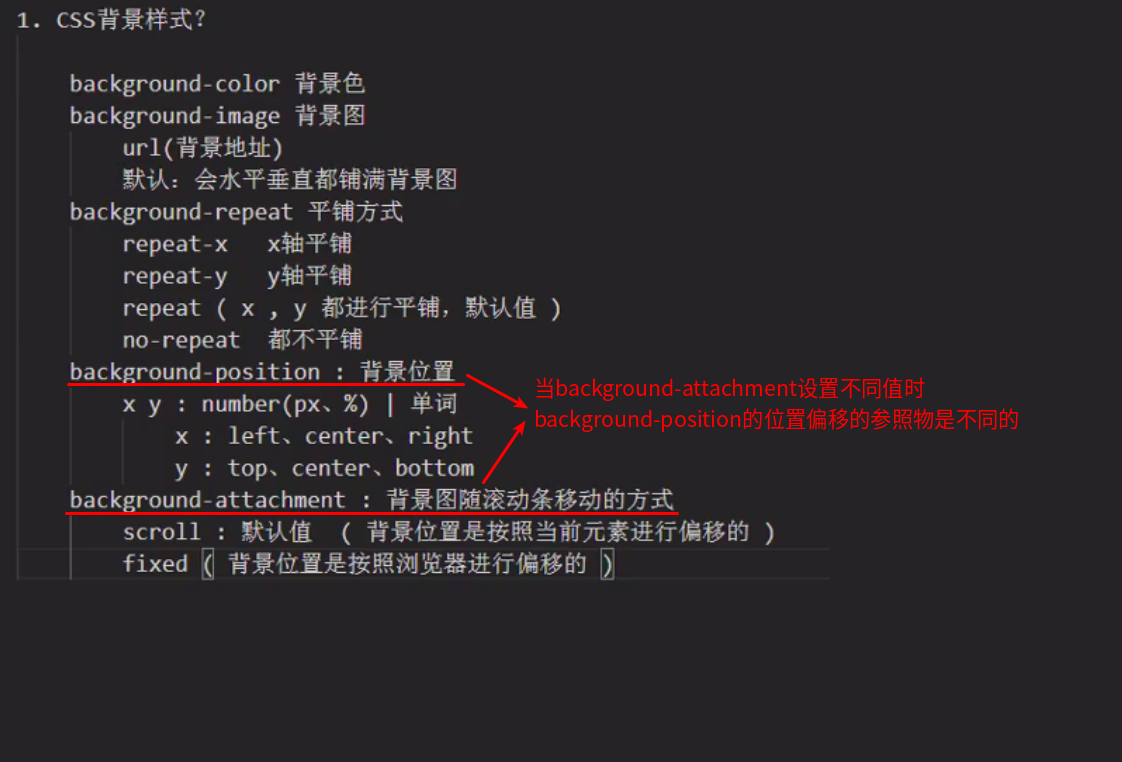 1. CSS背景样式?
background-color 背景色
background-image 背景图
url(背景地址)
默认: 会水平垂直都铺满背景图
background-repeat 平铺方式
repeat-x x轴平铺
repeat-y y轴平铺
repeat ( x , y 都进行平铺，默认值 )
no-repeat 都不平铺
background-position : 背景位置
x y : number(px、%) | 单词
x : left、center、right
y : top、center、bottom
当background-attachment设置不同值时
background-position的位置偏移的参照物是不同的
background-attachment : 背景图随滚动条移动的方式
scroll : 默认值 ( 背景位置是按照当前元素进行偏移的 )
fixed ( 背景位置是按照浏览器进行偏移的 )